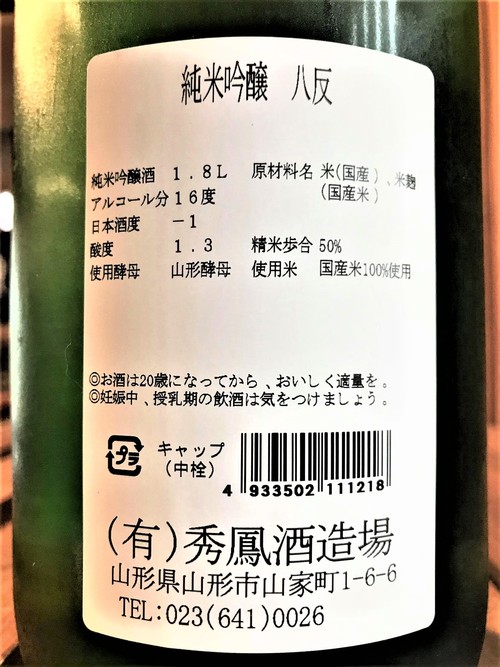 純米吟醸 八反
純米吟醸酒 1.8L 原材料名 米(国産)、米麹
アルコール分 16度 (国産米)
日本酒度 −1
酸度 1.3 精米歩合 50%
使用酵母 山形酵母 使用米 国産米100%使用
◎お酒は20歳になってから、おいしく適量を。
◎妊娠中、授乳期の飲酒は気をつけましょう。
プラ キャップ
(中栓)
4 933502 111218
(有)秀鳳酒造場
山形県山形市山家町1-6-6
TEL:023(641)0026